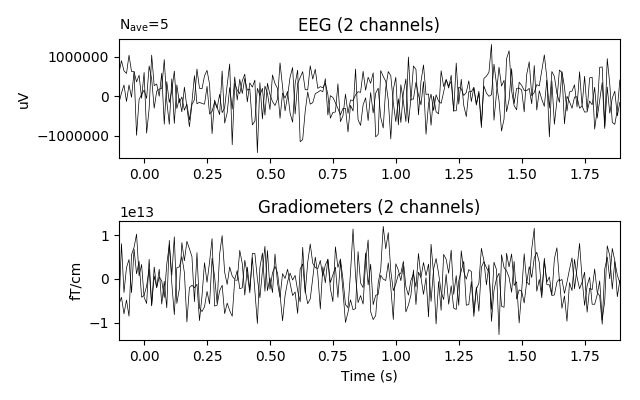 N_ave=5
EEG (2 channels)
1000000
0
−1000000
uV
0.00 0.25 0.50 0.75 1.00 1.25 1.50 1.75
Gradiometers (2 channels)
1e13
1
0
−1
fT/cm
0.00 0.25 0.50 0.75 1.00 1.25 1.50 1.75
Time (s)